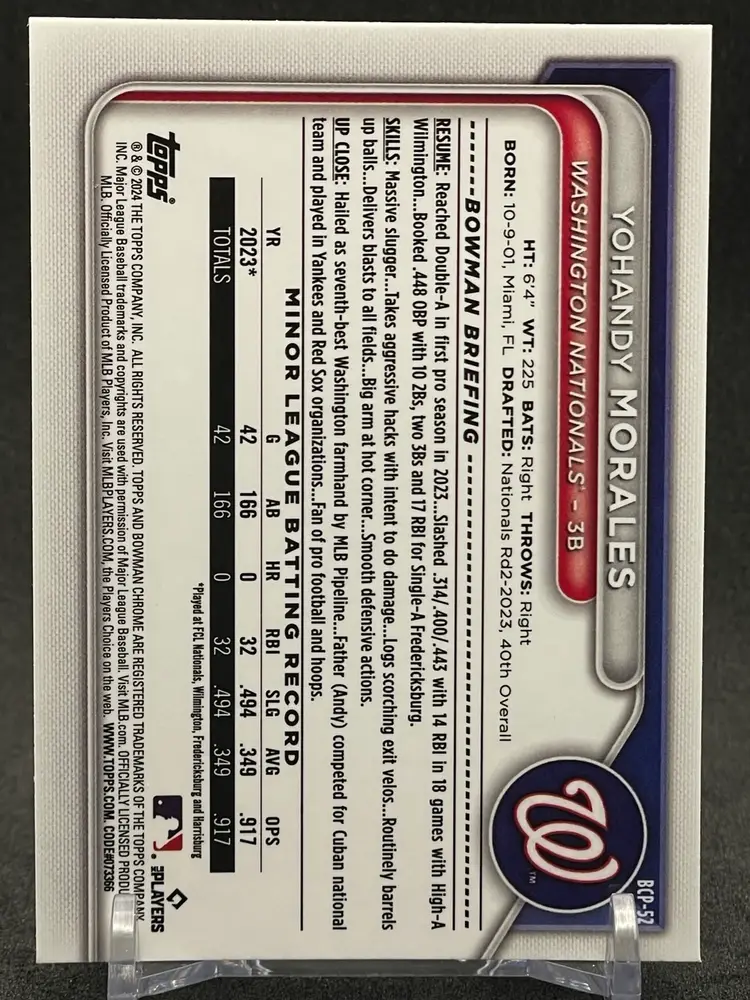 BCP-52
YOHANDY MORALES
WASHINGTON NATIONALS® - 3B
W
TM
HT: 6'4" WT: 225 BATS: Right THROWS: Right
BORN: 10-9-01, Miami, FL DRAFTED: Nationals Rd2-2023, 40th Overall
BOWMAN BRIEFING
RESUME: Reached Double-A in first pro season in 2023...Slashed .314/.400/.443 with 14 RBI in 18 games with High-A
Wilmington...Booked .448 OBP with 10 2Bs, two 3Bs and 17 RBI for Single-A Fredericksburg.
SKILLS: Massive slugger...Takes aggressive hacks with intent to do damage...Logs scorching exit velos...Routinely barrels
up balls...Delivers blasts to all fields...Big arm at hot corner...Smooth defensive actions.
UP CLOSE: Hailed as seventh-best Washington farmhand by MLB Pipeline...Father (Andy) competed for Cuban national
team and played in Yankees and Red Sox organizations...Fan of pro football and hoops.
MINOR LEAGUE BATTING RECORD
YR G AB HR RBI SLG AVG OPS
2023* 42 166 0 32 .494 .349 .917
TOTALS 42 166 0 32 .494 .349 .917
*Played at FCL Nationals, Wilmington, Fredericksburg and Harrisburg
topps®
MLB PLAYERS
® & © 2024 THE TOPPS COMPANY, INC. ALL RIGHTS RESERVED. TOPPS AND BOWMAN CHROME ARE REGISTERED TRADEMARKS OF THE TOPPS COMPANY,
INC. Major League Baseball trademarks and copyrights are used with permission of Major League Baseball. Visit MLB.com. OFFICIALLY LICENSED PRODU
MLB. Officially Licensed Product of MLB Players, Inc. Visit MLBPLAYERS.COM, the Players Choice on the web. WWW.TOPPS.COM. CODE#073366